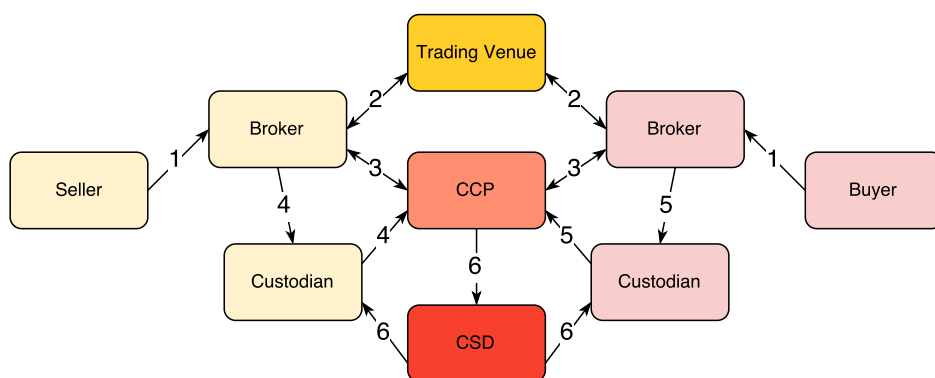 Trading Venue
2
2
Broker
Broker
1
3
3
1
Seller
CCP
Buyer
4
5
4
5
Custodian
6
Custodian
6
CSD
6